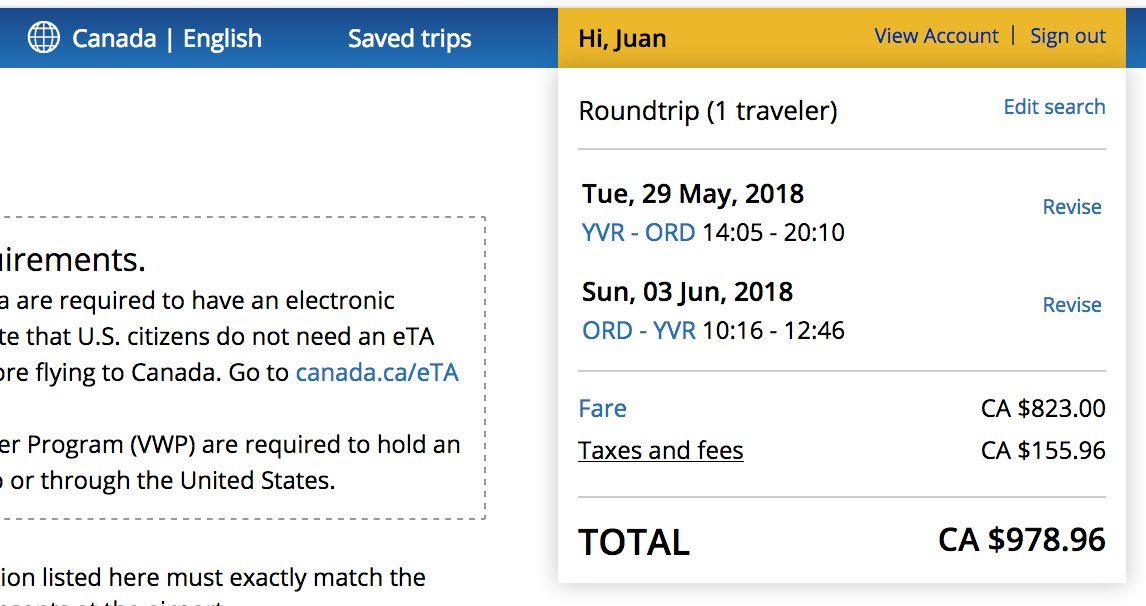 Canada | English Saved trips Hi, Juan View Account | Sign out
Roundtrip (1 traveler) Edit search
Tue, 29 May, 2018
YVR - ORD 14:05 - 20:10 Revise
Sun, 03 Jun, 2018
ORD - YVR 10:16 - 12:46 Revise
Fare CA $823.00
Taxes and fees CA $155.96
TOTAL CA $978.96
irements.
a are required to have an electronic
te that U.S. citizens do not need an eTA
ore flying to Canada. Go to canada.ca/eTA
er Program (VWP) are required to hold an
o or through the United States.
ion listed here must exactly match the